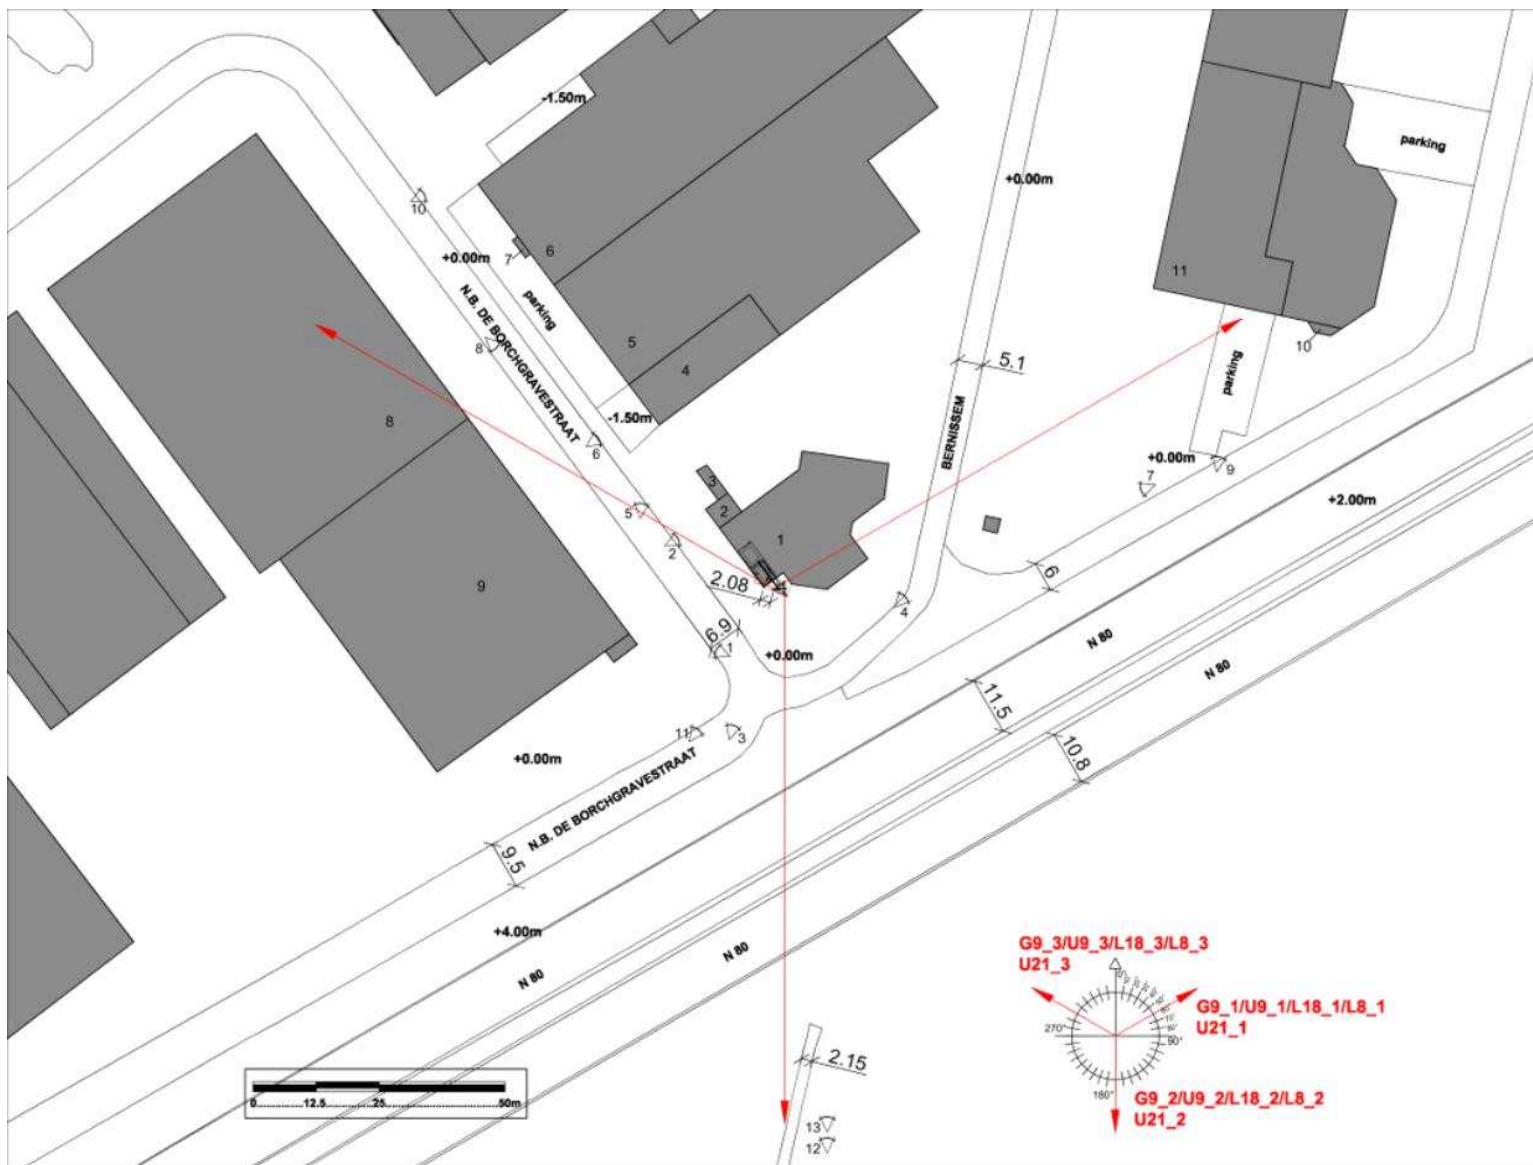 -1.50m
parking
+0.00m
10
+0.00m
6
7
11
parking
N.B. DE BORCHGRAVESTRAAT
8
5
4
10
5.1
parking
8
-1.50m
6
BERNISSEM
+0.00m
9
7
3
+2.00m
5
2
2
1
9
2.08
6
4
6.9
1
+0.00m
N 80
N 80
11
3
11.5
+0.00m
10.8
N.B. DE BORCHGRAVESTRAAT
9.5
+4.00m
N 80
N 80
G9_3/U9_3/L18_3/L8_3
U21_3
G9_1/U9_1/L18_1/L8_1
U21_1
270°
90°
180°
G9_2/U9_2/L18_2/L8_2
U21_2
2.15
0 12.5 25 50m
13
12